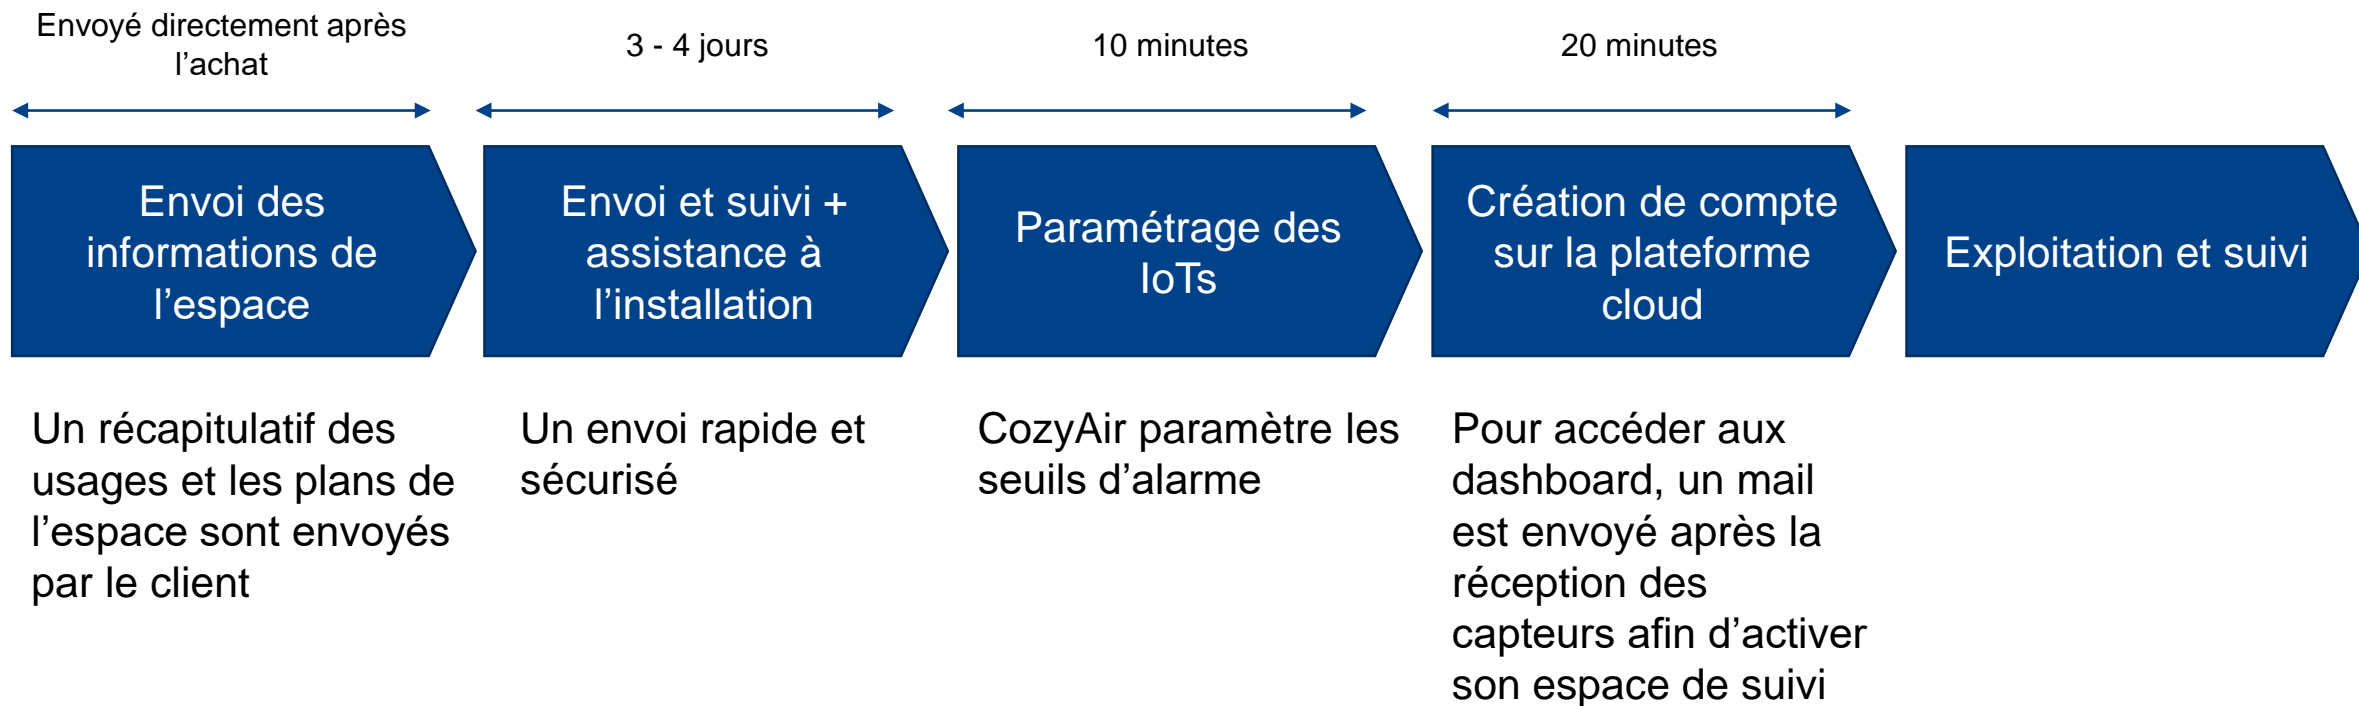 Envoyé directement après
l’achat
3 - 4 jours
10 minutes
20 minutes
Envoi des
informations de
l’espace
Envoi et suivi +
assistance à
l’installation
Paramétrage des
IoTs
Création de compte
sur la plateforme
cloud
Exploitation et suivi
Un récapitulatif des
usages et les plans de
l’espace sont envoyés
par le client
Un envoi rapide et
sécurisé
CozyAir paramètre les
seuils d’alarme
Pour accéder aux
dashboard, un mail
est envoyé après la
réception des
capteurs afin d’activer
son espace de suivi